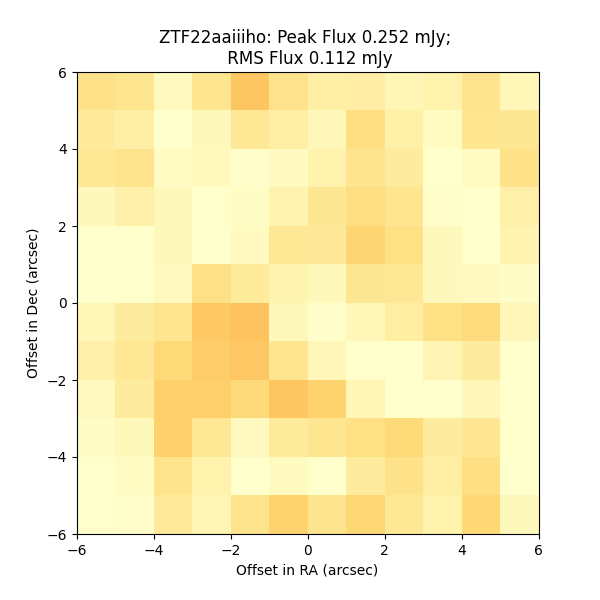 ZTF22aaiiiho: Peak Flux 0.252 mJy;
RMS Flux 0.112 mJy
6
4
2
0
−2
−4
−6
Offset in Dec (arcsec)
−6 −4 −2 0 2 4 6
Offset in RA (arcsec)